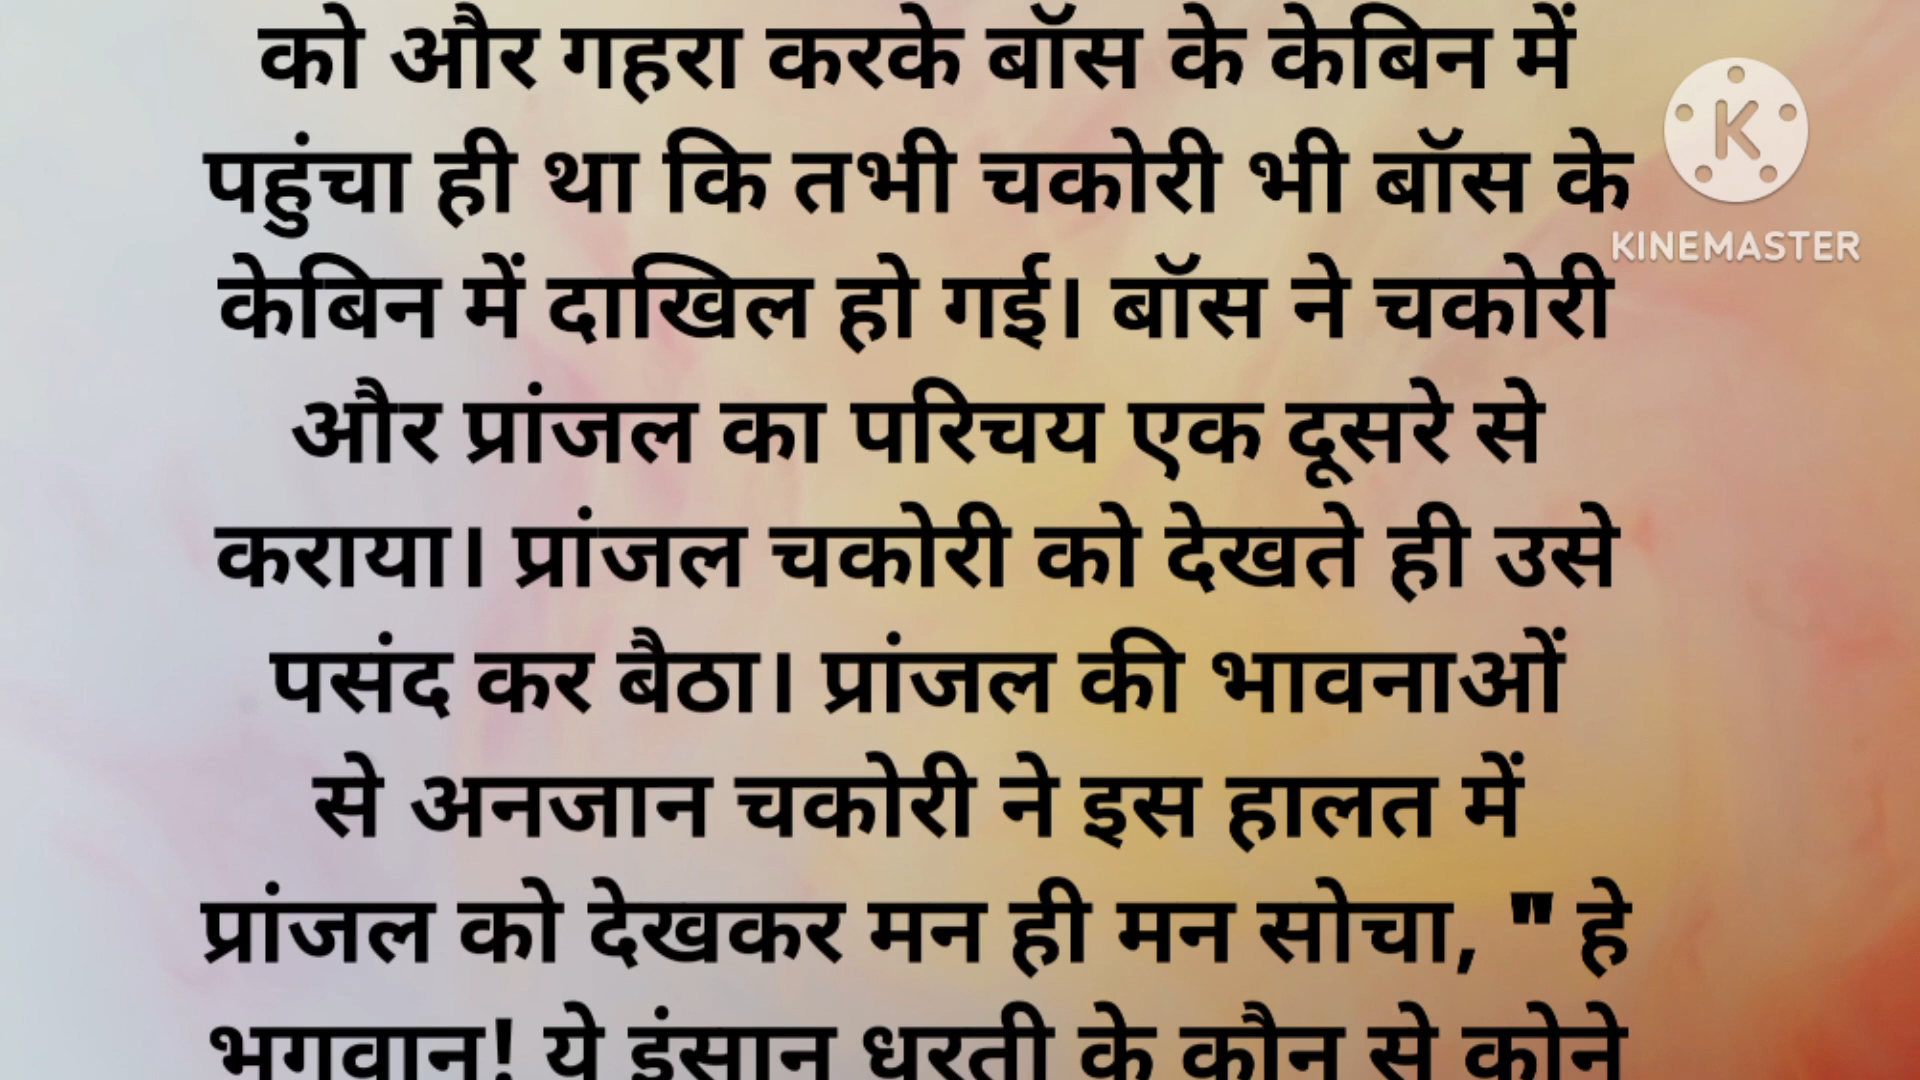 को और गहरा करके बॉस के केबिन में
पहुंचा ही था कि तभी चकोरी भी बॉस के
केबिन में दाखिल हो गई। बॉस ने चकोरी
और प्रांजल का परिचय एक दूसरे से
कराया। प्रांजल चकोरी को देखते ही उसे
पसंद कर बैठा। प्रांजल की भावनाओं
से अनजान चकोरी ने इस हालत में
प्रांजल को देखकर मन ही मन सोचा, " हे
भगवान! ये इंसान धरती के कौन से कोने
K
KINEMASTER